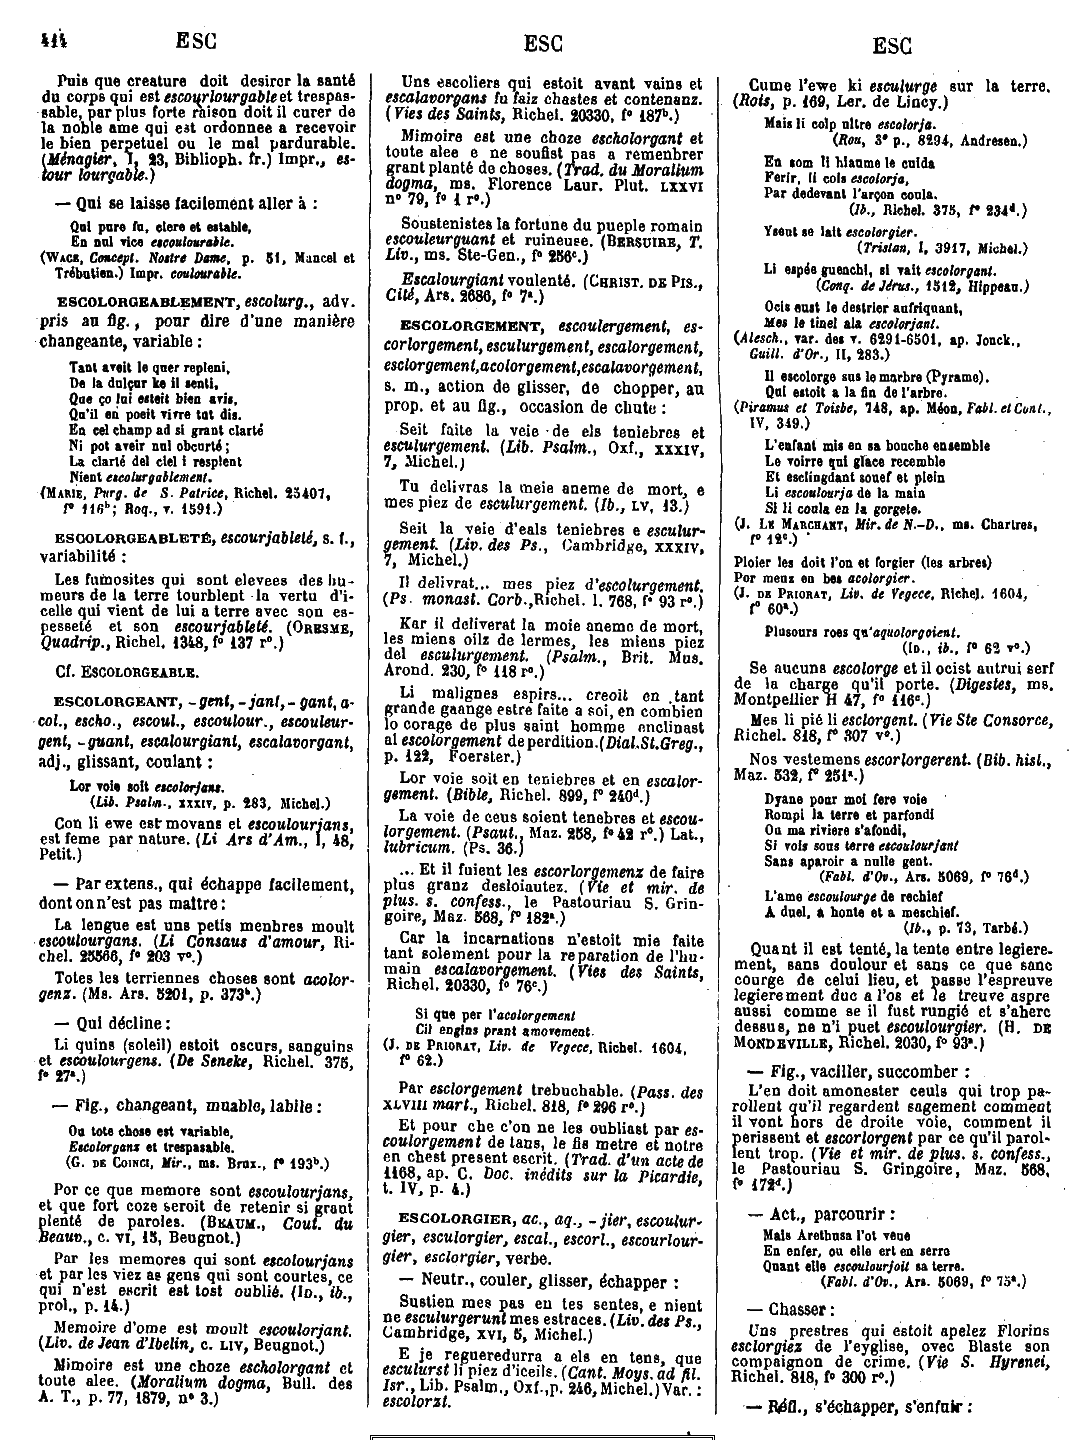 414 ESC
Puis que creature doit desirer la santé
du corps qui est escourlourgable et trespas-
sable, par plus forte raison doit il curer de
la noble ame qui est ordonnee a recevoir
le bien perpetuel ou le mal pardurable.
(Ménagier, I, 23, Biblioph. fr.) Impr., es-
tour lourgable.)
— Qui se laisse facilement aller à :
Qui pure fu, clere et estable,
En nul vice escoulourable.
(WACE, Concept. Nostre Dame, p. 51, Mancel et
Trébutien.) Impr. coulourable.
ESCOLORGEABLEMENT, escolurg., adv.
pris au fig., pour dire d'une manière
changeante, variable :
Tant aveit le quer repleni,
De la dulçur ke il senti,
Que ço lui esteit bien avis,
Qu'il en poeit vivre tut dis.
En cel champ ad si grant clarté
Ni pot aveir nul obcurté ;
La clarté del ciel i resplent
Nient escolurgablement.
(MARIE, Purg. de S. Patrice, Richel. 25407,
f° 116b; Roq., v. 1591.)
ESCOLORGEABLETÉ, escourjableté, s. f.,
variabilité :
Les fumosites qui sont elevees des hu-
meurs de la terre tourblent la vertu d'i-
celle qui vient de lui a terre avec son es-
pesseté et son escourjableté. (ORESME,
Quadrip., Richel. 1348, f° 137 r°.)
Cf. ESCOLORGEABLE.
ESCOLORGEANT, -gent, -jant, -gant, a-
col., escho., escoul., escoulour., escouleur-
gent, -guant, escalourgiant, escalavorgant,
adj., glissant, coulant :
Lor voie soit escolorjans.
(Lib. Psalm., XXXIV, p. 283, Michel.)
Con li ewe est movans et escoulourjans,
est feme par nature. (Li Ars d'Am., I, 48,
Petit.)
— Par extens., qui échappe facilement,
dont on n'est pas maître :
La lengue est uns petis menbres moult
escoulourgans. (Li Consaus d'amour, Ri-
chel. 25566, f° 203 v°.)
Totes les terriennes choses sont acolor-
genz. (Ms. Ars. 5201, p. 373b.)
— Qui décline :
Li quins (soleil) estoit oscurs, sanguins
et escoulourgens. (De Seneke, Richel. 375,
f° 27a.)
— Fig., changeant, muable, labile :
Ou tote chose est variable,
Escolorgans et trespasable.
(G. DE COINCI, Mir., ms. Brux., f° 193b.)
Por ce que memore sont escoulourjans,
et que fort coze seroit de retenir si grant
plenté de paroles. (BEAUM., Cout. du
Beauv., c. VI, 15, Beugnot.)
Par les memores qui sont escolourjans
et par les viez as gens qui sont courtes, ce
qui n'est escrit est tost oublié. (ID., ib.,
prol., p. 14.)
Memoire d'ome est moult escoulorjant.
(Liv. de Jean d'Ibelin, c. LIV, Beugnot.)
Mimoire est une choze escholorgant et
toute alee. (Moralium dogma, Bull. des
A. T., p. 77, 1879, n° 3.)
ESC
Uns escoliers qui estoit avant vains et
escalavorgans fu faiz chastes et contenanz.
(Vies des Saints, Richel. 20330, f° 187b.)
Mimoire est une choze escholorgant et
toute alee e ne soufist pas a remenbrer
grant planté de choses. (Trad. du Moralium
dogma, ms. Florence Laur. Plut. LXXVI
n° 79, f° 1 r°.)
Soustenistes la fortune du pueple romain
escouleurguant et ruineuse. (BERSUIRE, T.
Liv., ms. Ste-Gen., f° 256c.)
Escalourgiant voulenté. (CHRIST. DE PIS.,
Cité, Ars. 2686, f° 7a.)
ESCOLORGEMENT, escoulergement, es-
corlorgement, esculurgement, escalorgement,
esclorgement, acolorgement, escalavorgement,
s. m., action de glisser, de chopper, au
prop. et au fig., occasion de chute :
Seit faite la veie de els teniebres et
esculurgement. (Lib. Psalm., Oxf., XXXIV,
7, Michel.)
Tu delivras la meie aneme de mort, e
mes piez de esculurgement. (Ib., LV, 13.)
Seit la veie d'eals teniebres e esculur-
gement. (Liv. des Ps., Cambridge, XXXIV,
7, Michel.)
Il delivrat... mes piez d'escolurgement.
(Ps. monast. Corb., Richel. l. 768, f° 93 r°.)
Kar il deliverat la moie aneme de mort,
les miens oilz de lermes, les miens piez
del esculurgement. (Psalm., Brit. Mus.
Arond. 230, f° 118 r°.)
Li malignes espirs... creoit en tant
grande gaange estre faite a soi, en combien
lo corage de plus saint homme enclinast
al escolorgement de perdition. (Dial. St. Greg.,
p. 122, Foerster.)
Lor voie soit en teniebres et en escalor-
gement. (Bible, Richel. 899, f° 240d.)
La voie de ceus soient tenebres et escou-
lorgement. (Psaut., Maz. 258, f° 42 r°.) Lat.,
lubricum. (Ps. 36.)
... Et il fuient les escorlorgemenz de faire
plus granz desloiautez. (Vie et mir. de
plus. s. confess., le Pastouriau S. Grin-
goire, Maz. 568, f° 182a.)
Car la incarnations n'estoit mie faite
tant solement pour la reparation de l'hu-
main escalavorgement. (Vies des Saints,
Richel. 20330, f° 76c.)
Si que per l'acolorgement
Cil engins prant amovement.
(J. DE PRIORAT, Liv. de Vegece, Richel. 1604,
f° 62.)
Par esclorgement trebuchable. (Pass. des
XLVIII mart., Richel. 818, f° 296 r°.)
Et pour che c'on ne les oubliast par es-
coulorgement de tans, le fis metre et notre
en chest present escrit. (Trad. d'un acte de
1168, ap. C. Doc. inédits sur la Picardie,
t. IV, p. 4.)
ESCOLORGIER, ac., aq., -jier, escoulur-
gier, esculorgier, escal., escorl., escourlour-
gier, esclorgier, verbe.
— Neutr., couler, glisser, échapper :
Sustien mes pas en tes sentes, e nient
ne esculurgerunt mes estraces. (Liv. des Ps.,
Cambridge, XVI, 5, Michel.)
E je reguerdurra a els en tens, que
esculurst li piez d'iceils. (Cant. Moys. ad fil.
Isr., Lib. Psalm., Oxf., p. 246, Michel.) Var. :
escolorzt.
ESC
Cume l'ewe ki esculurge sur la terre.
(Rois, p. 169, Ler. de Lincy.)
Mais li colp ultre escolorja.
(Rou, 3e p., 8294, Andresen.)
En som li hiaume le cuida
Ferir, li cols escolorja,
Par dedevant l'arçon coula.
(Ib., Richel. 375, f° 234d.)
Yseut se lait escolorgier.
(Tristan, I, 3917, Michel.)
Li espée guenchi, si vait escolorgant.
(Conq. de Jérus., 1512, Hippeau.)
Ocis eust le destrier aufriquant,
Mes le tinel ala escolorjant.
(Alesch., var. des v. 6291-6501, ap. Jonck.,
Guill. d'Or., II, 283.)
Il escolorge sus le marbre (Pyrame).
Qui estoit a la fin de l'arbre.
(Piramus et Toisbe, 748, ap. Méon, Fabl. et Cont.,
IV, 349.)
L'enfant mis en sa bouche ensemble
Le voirre qui glace recemble
Et esclingdant souef et plein
Li escoulourja de la main
Si li coula en la gorgete.
(J. LE MARCHANT, Mir. de N.-D., ms. Chartres,
f° 12c.)
Ploier les doit l'on et forgier (les arbres)
Por meuz en bes acolorgier.
(J. DE PRIORAT, Liv. de Vegece, Richel. 1604,
f° 60a.)
Plusours roes qu'aquolorgoient.
(ID., ib., f° 62 v°.)
Se aucuns escolorge et il ocist autrui serf
de la charge qu'il porte. (Digestes, ms.
Montpellier H 47, f° 116c.)
Mes li pié li esclorgent. (Vie Ste Consorce,
Richel. 818, f° 307 v°.)
Nos vestemens escorlorgerent. (Bib. hist.,
Maz. 532, f° 251a.)
Dyane pour moi fere voie
Rompi la terre et parfondi
Ou ma riviere s'afondi,
Si vois sous terre escoulourjant
Sans aparoir a nulle gent.
(Fabl. d'Ov., Ars. 5069, f° 76d.)
L'ame escoulourge de rechief
A duel, a honte et a meschief.
(Ib., p. 73, Tarbé.)
Quant il est tenté, la tente entre legiere-
ment, sans doulour et sans ce que sanc
courge de celui lieu, et passe l'espreuve
legierement duc a l'os et le treuve aspre
aussi comme se il fust rungié et s'aherc
dessus, ne n'i puet escoulourgier. (H. DE
MONDEVILLE, Richel. 2030, f° 93a.)
— Fig., vaciller, succomber :
L'en doit amonester ceuls qui trop pa-
rollent qu'il regardent sagement comment
il vont hors de droite voie, comment il
perissent et escorlorgent par ce qu'il parol-
lent trop. (Vie et mir. de plus. s. confess.,
le Pastouriau S. Gringoire, Maz. 568,
f° 172d.)
— Act., parcourir :
Mais Arethusa l'ot veue
En enfer, ou elle ert en serre
Quant elle escoulourjoit sa terre.
(Fabl. d'Ov., Ars. 5069, f° 75a.)
— Chasser :
Uns prestres qui estoit apelez Florins
esclorgiez de l'eyglise, ovec Blaste son
compaignon de crime. (Vie S. Hyrenei,
Richel. 818, f° 300 r°.)
— Réfl., s'échapper, s'enfuir :